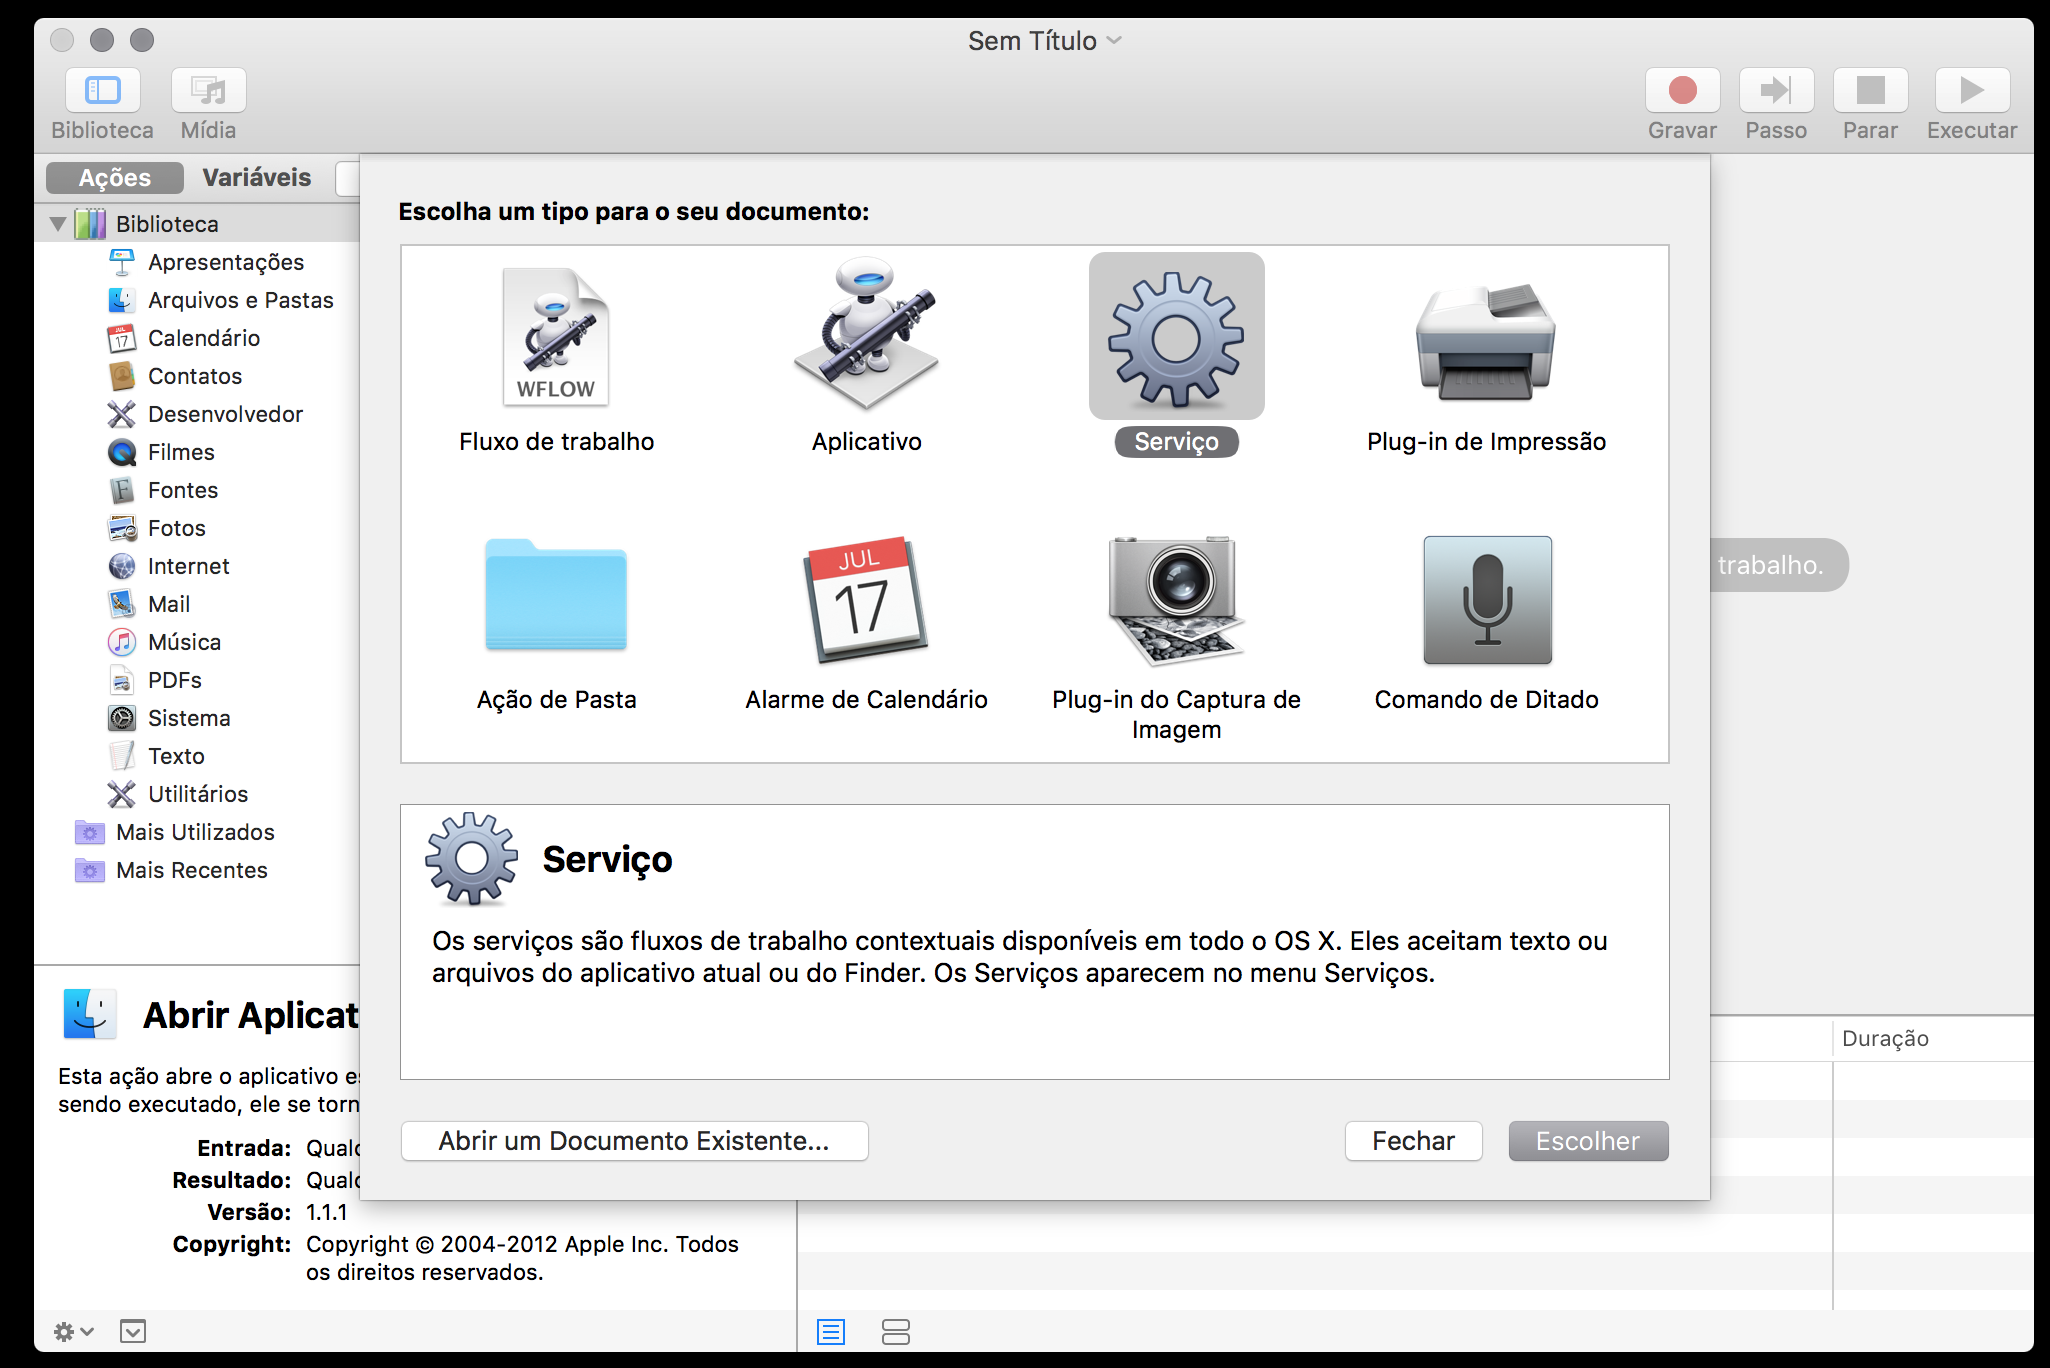 Sem Título
Biblioteca
Mídia
Gravar
Passo
Parar
Executar
Ações
Variáveis
Biblioteca
Apresentações
Arquivos e Pastas
JUL
17
Calendário
Contatos
Desenvolvedor
Filmes
F
Fontes
Fotos
Internet
Mail
Música
PDFs
Sistema
Texto
Utilitários
Mais Utilizados
Mais Recentes
Escolha um tipo para o seu documento:
WFLOW
Fluxo de trabalho
Aplicativo
Serviço
Plug-in de Impressão
Ação de Pasta
JUL
17
Alarme de Calendário
Plug-in do Captura de
Imagem
Comando de Ditado
trabalho.
Serviço
Os serviços são fluxos de trabalho contextuais disponíveis em todo o OS X. Eles aceitam texto ou
arquivos do aplicativo atual ou do Finder. Os Serviços aparecem no menu Serviços.
Abrir um Documento Existente...
Fechar
Escolher
Abrir Aplicat
Esta ação abre o aplicativo es
sendo executado, ele se torn
Entrada: Qualq
Resultado: Qualq
Versão: 1.1.1
Copyright: Copyright © 2004-2012 Apple Inc. Todos
os direitos reservados.
Duração